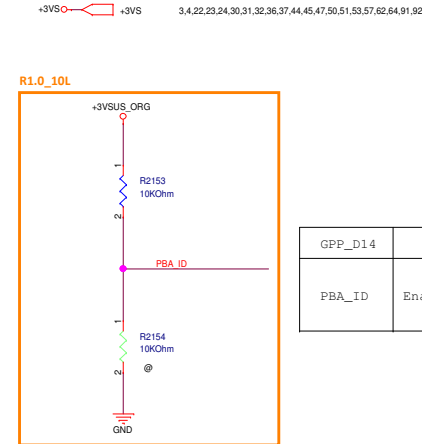 +3VS +3VS 3,4,22,23,24,30,31,32,36,37,44,45,47,50,51,53,57,62,64,91,92
R1.0_10L
+3VSUS_ORG
1
R2153
10KOhm
2
PBA_ID
1
R2154
10KOhm
@
2
GND
GPP_D14
PBA_ID Ena